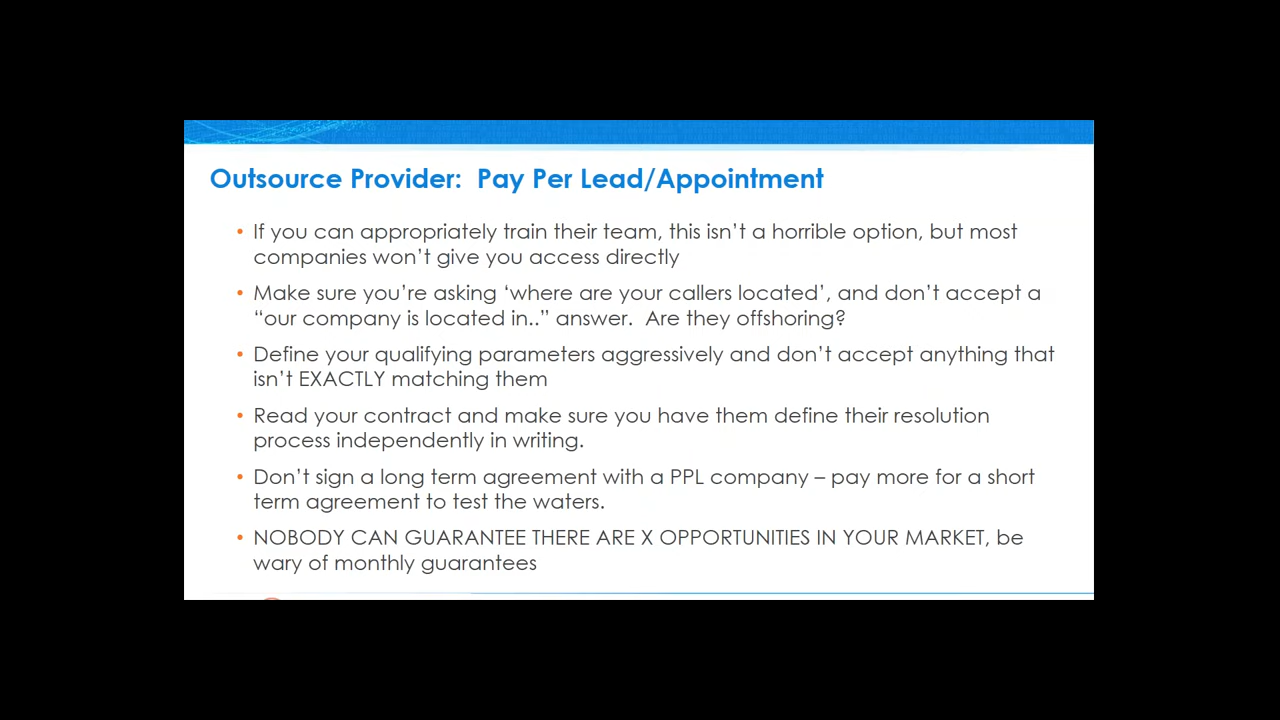 Outsource Provider:  Pay Per Lead/Appointment
• If you can appropriately train their team, this isn’t a horrible option, but most
companies won’t give you access directly
• Make sure you’re asking ‘where are your callers located’, and don’t accept a
“our company is located in..” answer.  Are they offshoring?
• Define your qualifying parameters aggressively and don’t accept anything that
isn’t EXACTLY matching them
• Read your contract and make sure you have them define their resolution
process independently in writing.
• Don’t sign a long term agreement with a PPL company – pay more for a short
term agreement to test the waters.
• NOBODY CAN GUARANTEE THERE ARE X OPPORTUNITIES IN YOUR MARKET, be
wary of monthly guarantees